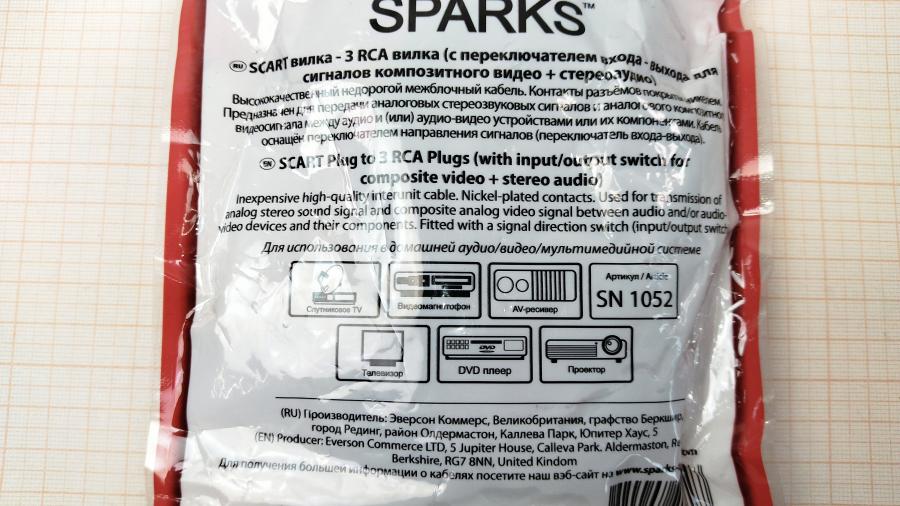 SPARKS™
RU SCART вилка - 3 RCA вилка (с переключателем входа - выхода для
сигналов композитного видео + стереоаудио)
Высококачественный недорогой межблочный кабель. Контакты разъёмов покрыты никелем.
Предназначен для передачи аналоговых стереозвуковых сигналов и аналогового композитного
видеосигнала между аудио и (или) аудио-видео устройствами или их компонентами. Кабель
оснащён переключателем направления сигналов (переключатель входа-выхода).
EN SCART Plug to 3 RCA Plugs (with input/output switch for
composite video + stereo audio)
Inexpensive high-quality interunit cable. Nickel-plated contacts. Used for transmission of
analog stereo sound signal and composite analog video signal between audio and/or audio-
video devices and their components. Fitted with a signal direction switch (input/output switch
Для использования в домашней аудио/видео/мультимедийной системе
Спутниковое TV
Видеомагнитофон
AV-ресивер
Артикул / Article
SN 1052
Телевизор
DVD
DVD плеер
Проектор
(RU) Производитель: Эверсон Коммерс, Великобритания, графство Беркшир,
город Рединг, район Олдермастон, Каллева Парк, Юпитер Хаус, 5
(EN) Producer: Everson Commerce LTD, 5 Jupiter House, Calleva Park. Aldermaston, Re
Berkshire, RG7 8NN, United Kindom
Для получения большей информации о кабелях посетите наш вэб-сайт на www.sparks-